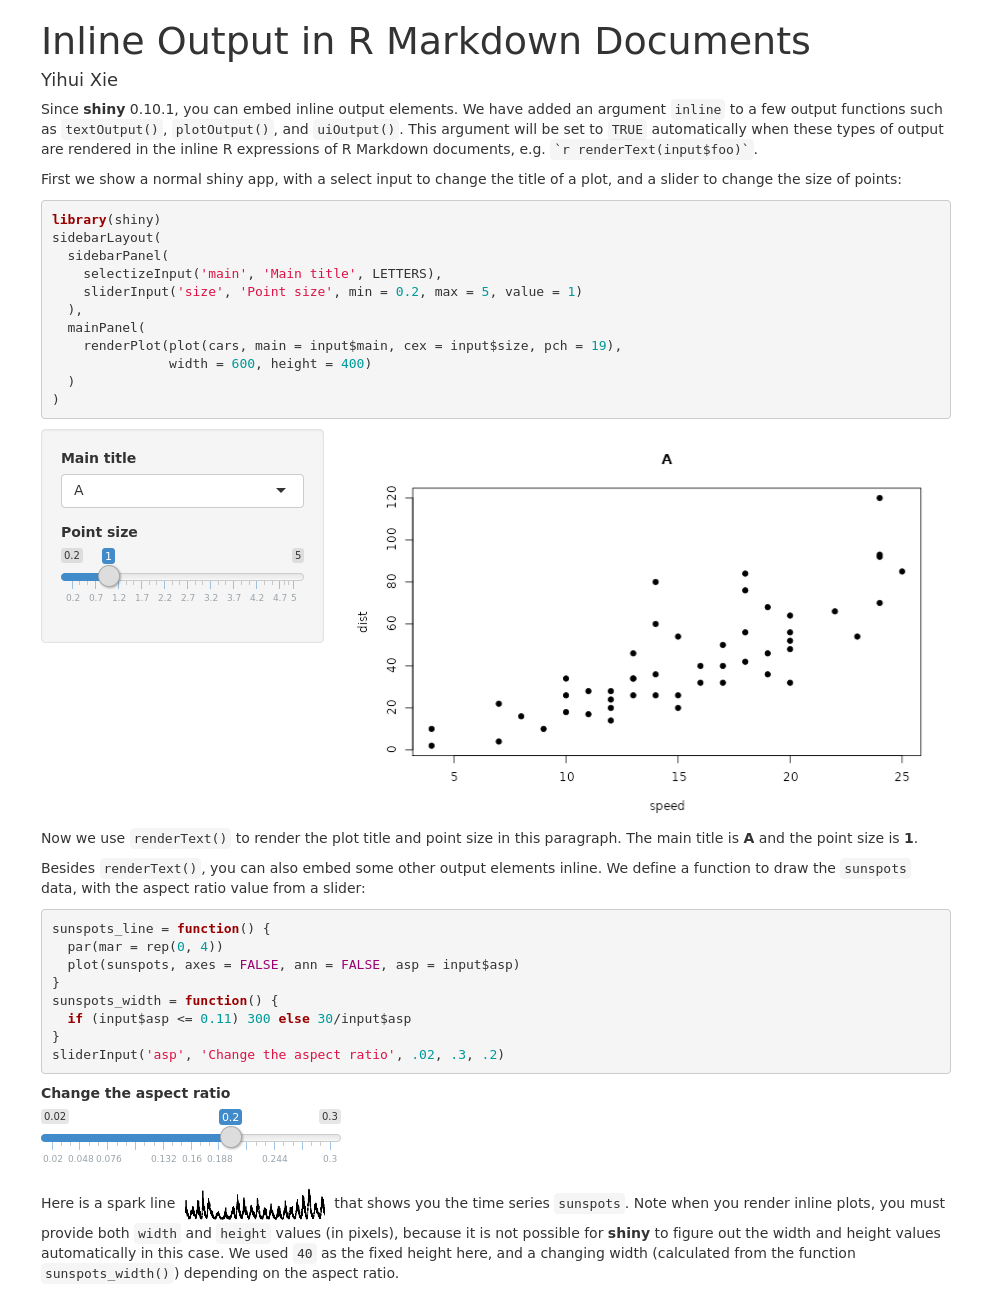 Inline Output in R Markdown Documents
Yihui Xie
Since shiny 0.10.1, you can embed inline output elements. We have added an argument inline to a few output functions such
as textOutput(), plotOutput(), and uiOutput(). This argument will be set to TRUE automatically when these types of output
are rendered in the inline R expressions of R Markdown documents, e.g. `r renderText(input$foo)`.
First we show a normal shiny app, with a select input to change the title of a plot, and a slider to change the size of points:
library(shiny)
sidebarLayout(
  sidebarPanel(
    selectizeInput('main', 'Main title', LETTERS),
    sliderInput('size', 'Point size', min = 0.2, max = 5, value = 1)
  ),
  mainPanel(
    renderPlot(plot(cars, main = input$main, cex = input$size, pch = 19),
               width = 600, height = 400)
  )
)
Main title
A
Point size
0.2 1 5
0.2 0.7 1.2 1.7 2.2 2.7 3.2 3.7 4.2 4.7 5
A
120
100
80
60
40
20
0
dist
5 10 15 20 25
speed
Now we use renderText() to render the plot title and point size in this paragraph. The main title is A and the point size is 1.
Besides renderText(), you can also embed some other output elements inline. We define a function to draw the sunspots
data, with the aspect ratio value from a slider:
sunspots_line = function() {
  par(mar = rep(0, 4))
  plot(sunspots, axes = FALSE, ann = FALSE, asp = input$asp)
}
sunspots_width = function() {
  if (input$asp <= 0.11) 300 else 30/input$asp
}
sliderInput('asp', 'Change the aspect ratio', .02, .3, .2)
Change the aspect ratio
0.02 0.2 0.3
0.02 0.048 0.076 0.132 0.16 0.188 0.244 0.3
Here is a spark line that shows you the time series sunspots. Note when you render inline plots, you must
provide both width and height values (in pixels), because it is not possible for shiny to figure out the width and height values
automatically in this case. We used 40 as the fixed height here, and a changing width (calculated from the function
sunspots_width()) depending on the aspect ratio.